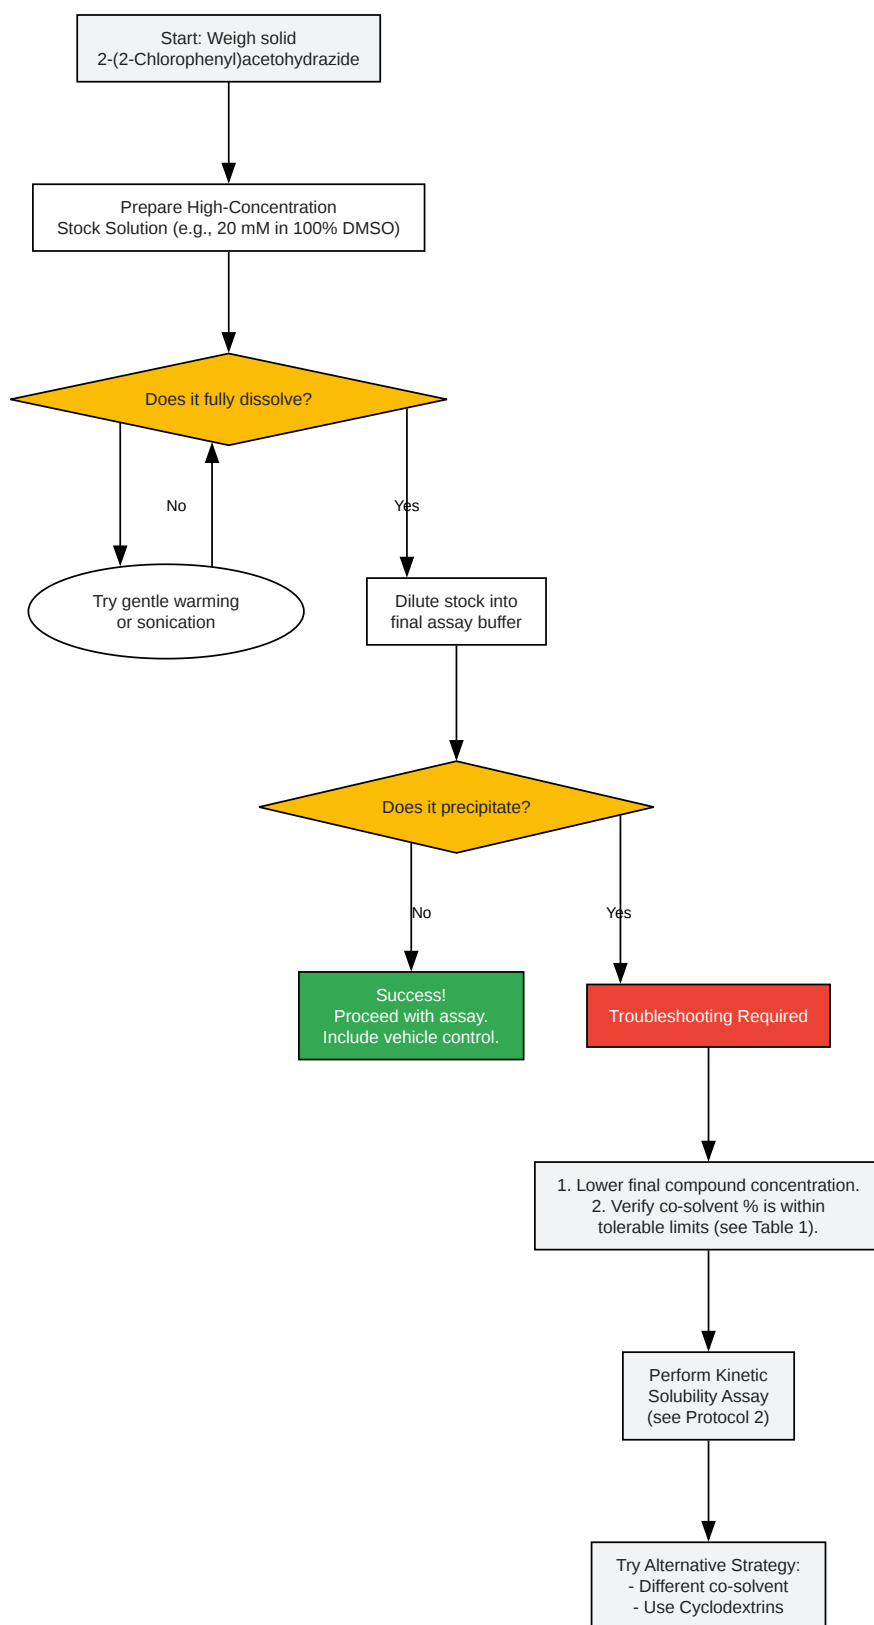 Start: Weigh solid
2-(2-Chlorophenyl)acetohydrazide
Prepare High-Concentration
Stock Solution (e.g., 20 mM in 100% DMSO)
Does it fully dissolve?
No
Yes
Try gentle warming
or sonication
Dilute stock into
final assay buffer
Does it precipitate?
No
Yes
Success!
Proceed with assay.
Include vehicle control.
Troubleshooting Required
1. Lower final compound concentration.
2. Verify co-solvent % is within
tolerable limits (see Table 1).
Perform Kinetic
Solubility Assay
(see Protocol 2)
Try Alternative Strategy:
- Different co-solvent
- Use Cyclodextrins